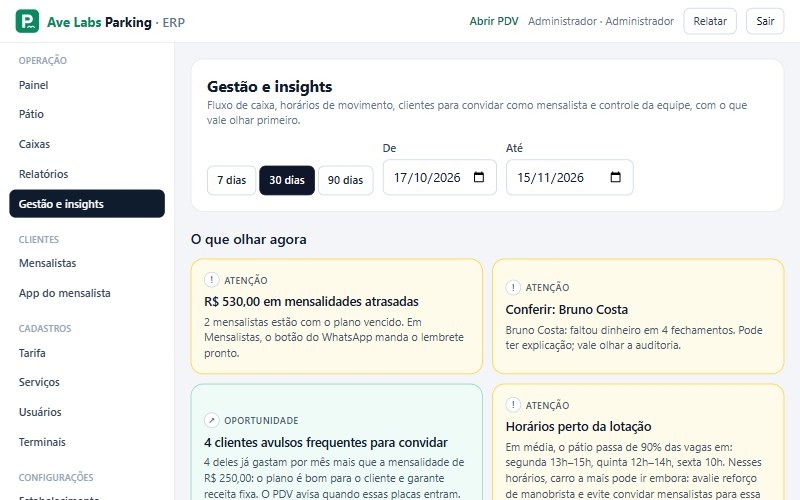 Ave Labs Parking · ERP
Abrir PDV
Administrador · Administrador
Relatar
Sair
OPERAÇÃO
Painel
Pátio
Caixas
Relatórios
Gestão e insights
CLIENTES
Mensalistas
App do mensalista
CADASTROS
Tarifa
Serviços
Usuários
Terminais
CONFIGURAÇÕES
Gestão e insights
Fluxo de caixa, horários de movimento, clientes para convidar como mensalista e controle da equipe, com o que
vale olhar primeiro.
De
Até
7 dias
30 dias
90 dias
17/10/2026
15/11/2026
O que olhar agora
! ATENÇÃO
R$ 530,00 em mensalidades atrasadas
2 mensalistas estão com o plano vencido. Em
Mensalistas, o botão do WhatsApp manda o lembrete
pronto.
! ATENÇÃO
Conferir: Bruno Costa
Bruno Costa: faltou dinheiro em 4 fechamentos. Pode
ter explicação; vale olhar a auditoria.
↗ OPORTUNIDADE
4 clientes avulsos frequentes para convidar
4 deles já gastam por mês mais que a mensalidade de
R$ 250,00: o plano é bom para o cliente e garante
receita fixa. O PDV avisa quando essas placas entram.
! ATENÇÃO
Horários perto da lotação
Em média, o pátio passa de 90% das vagas em:
segunda 13h–15h, quinta 12h–14h, sexta 10h. Nesses
horários, carro a mais pode ir embora: avalie reforço
de manobrista e evite convidar mensalistas para essa